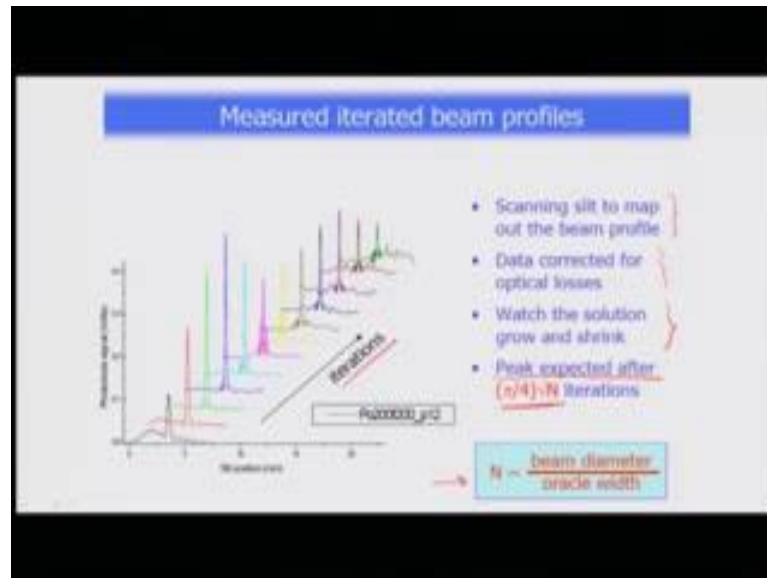 Measured iterated beam profiles
• Scanning slit to map
out the beam profile
• Data corrected for
optical losses
• Watch the solution
grow and shrink
• Peak expected after
(π/4)√N iterations
iterations
N ~ beam diameter
oracle width